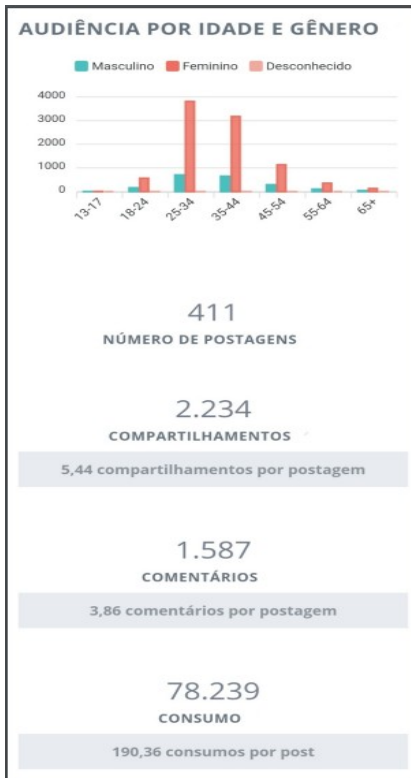 AUDIÊNCIA POR IDADE E GÊNERO
Masculino Feminino Desconhecido
4000
3000
2000
1000
0
13-17 18-24 25-34 35-44 45-54 55-64 65+
411
NÚMERO DE POSTAGENS
2.234
COMPARTILHAMENTOS
5,44 compartilhamentos por postagem
1.587
COMENTÁRIOS
3,86 comentários por postagem
78.239
CONSUMO
190,36 consumos por post